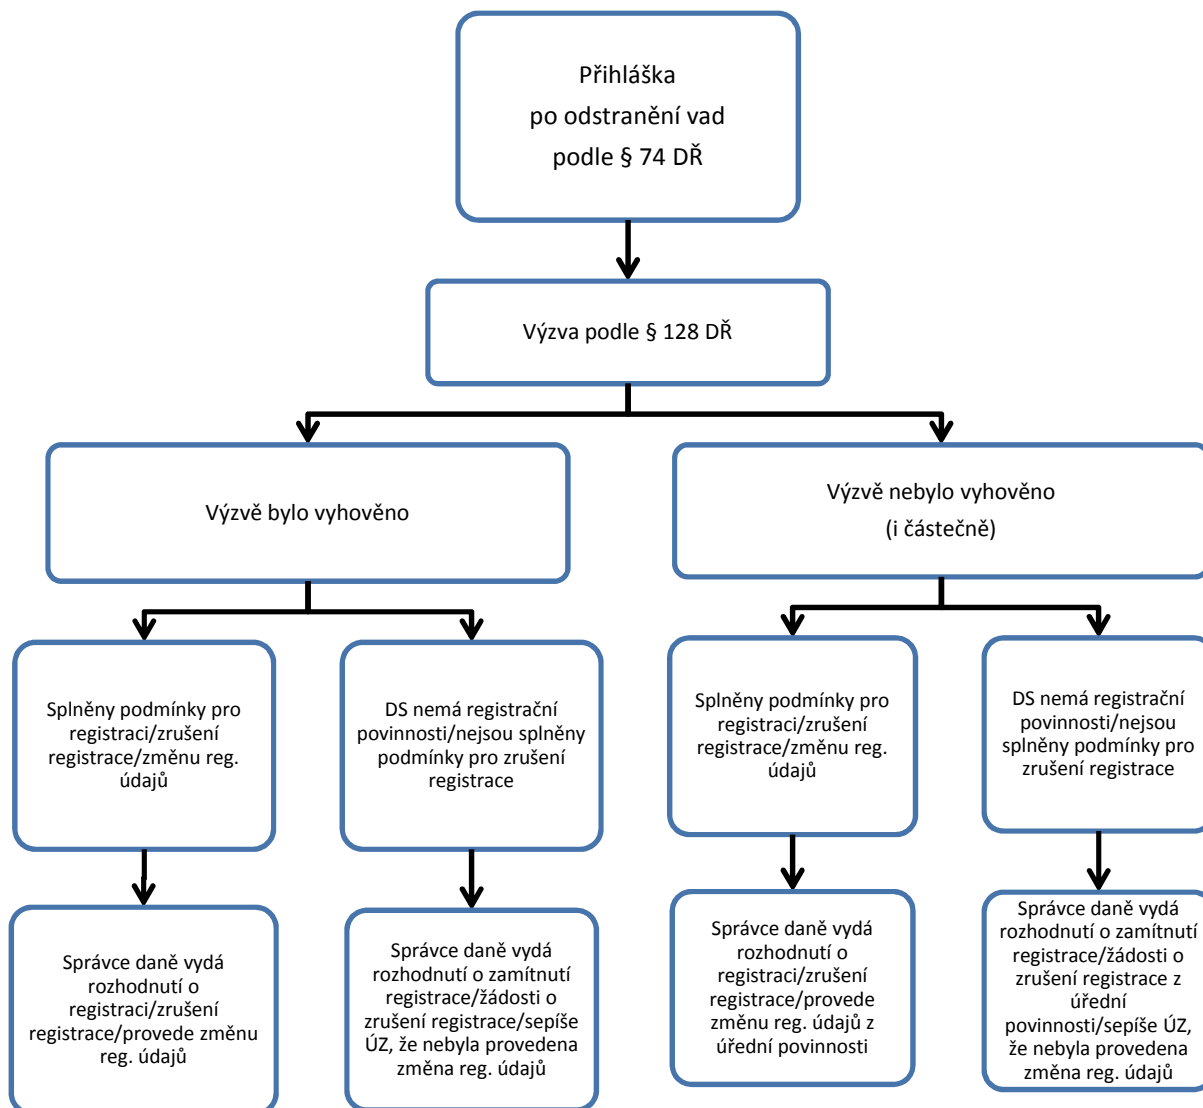 Přihláška
po odstranění vad
podle § 74 DŘ
Výzva podle § 128 DŘ
Výzvě bylo vyhověno
Výzvě nebylo vyhověno
(i částečně)
Splněny podmínky pro
registraci/zrušení
registrace/změnu reg.
údajů
DS nemá registrační
povinnosti/nejsou splněny
podmínky pro zrušení
registrace
Splněny podmínky pro
registraci/zrušení
registrace/změnu reg.
údajů
DS nemá registrační
povinnosti/nejsou
splněny podmínky pro
zrušení registrace
Správce daně vydá
rozhodnutí o
registraci/zrušení
registrace/provede změnu
reg. údajů
Správce daně vydá
rozhodnutí o zamítnutí
registrace/žádosti o
zrušení registrace/sepíše
ÚZ, že nebyla provedena
změna reg. údajů
Správce daně vydá
rozhodnutí o
registraci/zrušení
registrace/provede
změnu reg. údajů z
úřední povinnosti
Správce daně vydá
rozhodnutí o zamítnutí
registrace/žádosti o
zrušení registrace z
úřední
povinnosti/sepíše ÚZ,
že nebyla provedena
změna reg. údajů